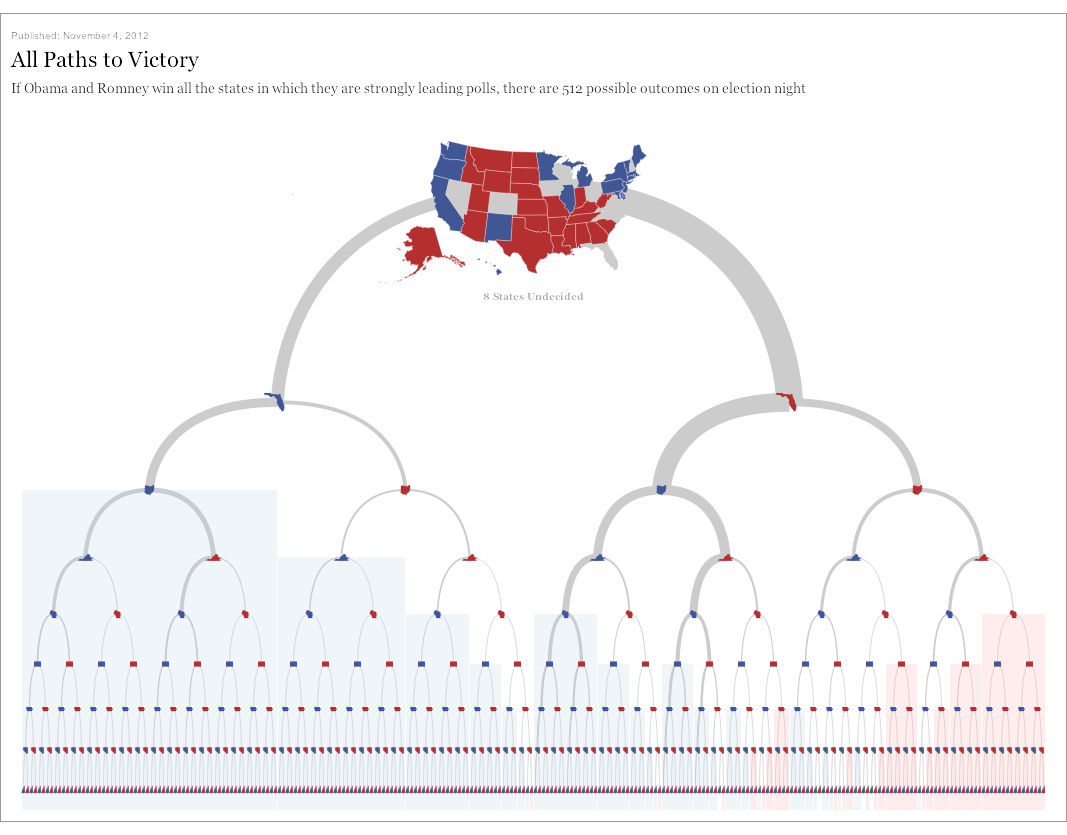 Published: November 4, 2012
All Paths to Victory
If Obama and Romney win all the states in which they are strongly leading polls, there are 512 possible outcomes on election night
8 States Undecided